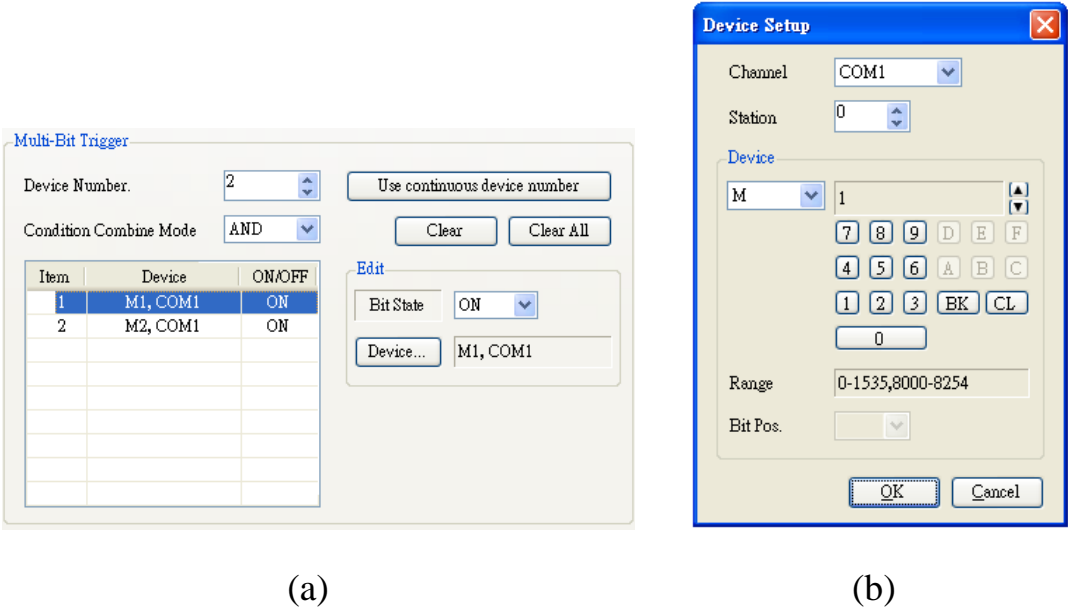 Multi-Bit Trigger
Device Number. 2 Use continuous device number
Condition Combine Mode AND Clear Clear All
Item Device ON/OFF
1 M1, COM1 ON
2 M2, COM1 ON
Edit
Bit State ON
Device... M1, COM1
(a)
Device Setup
Channel COM1
Station 0
Device
M 1
7 8 9 D E F
4 5 6 A B C
1 2 3 BK CL
0
Range 0-1535,8000-8254
Bit Pos.
OK Cancel
(b)